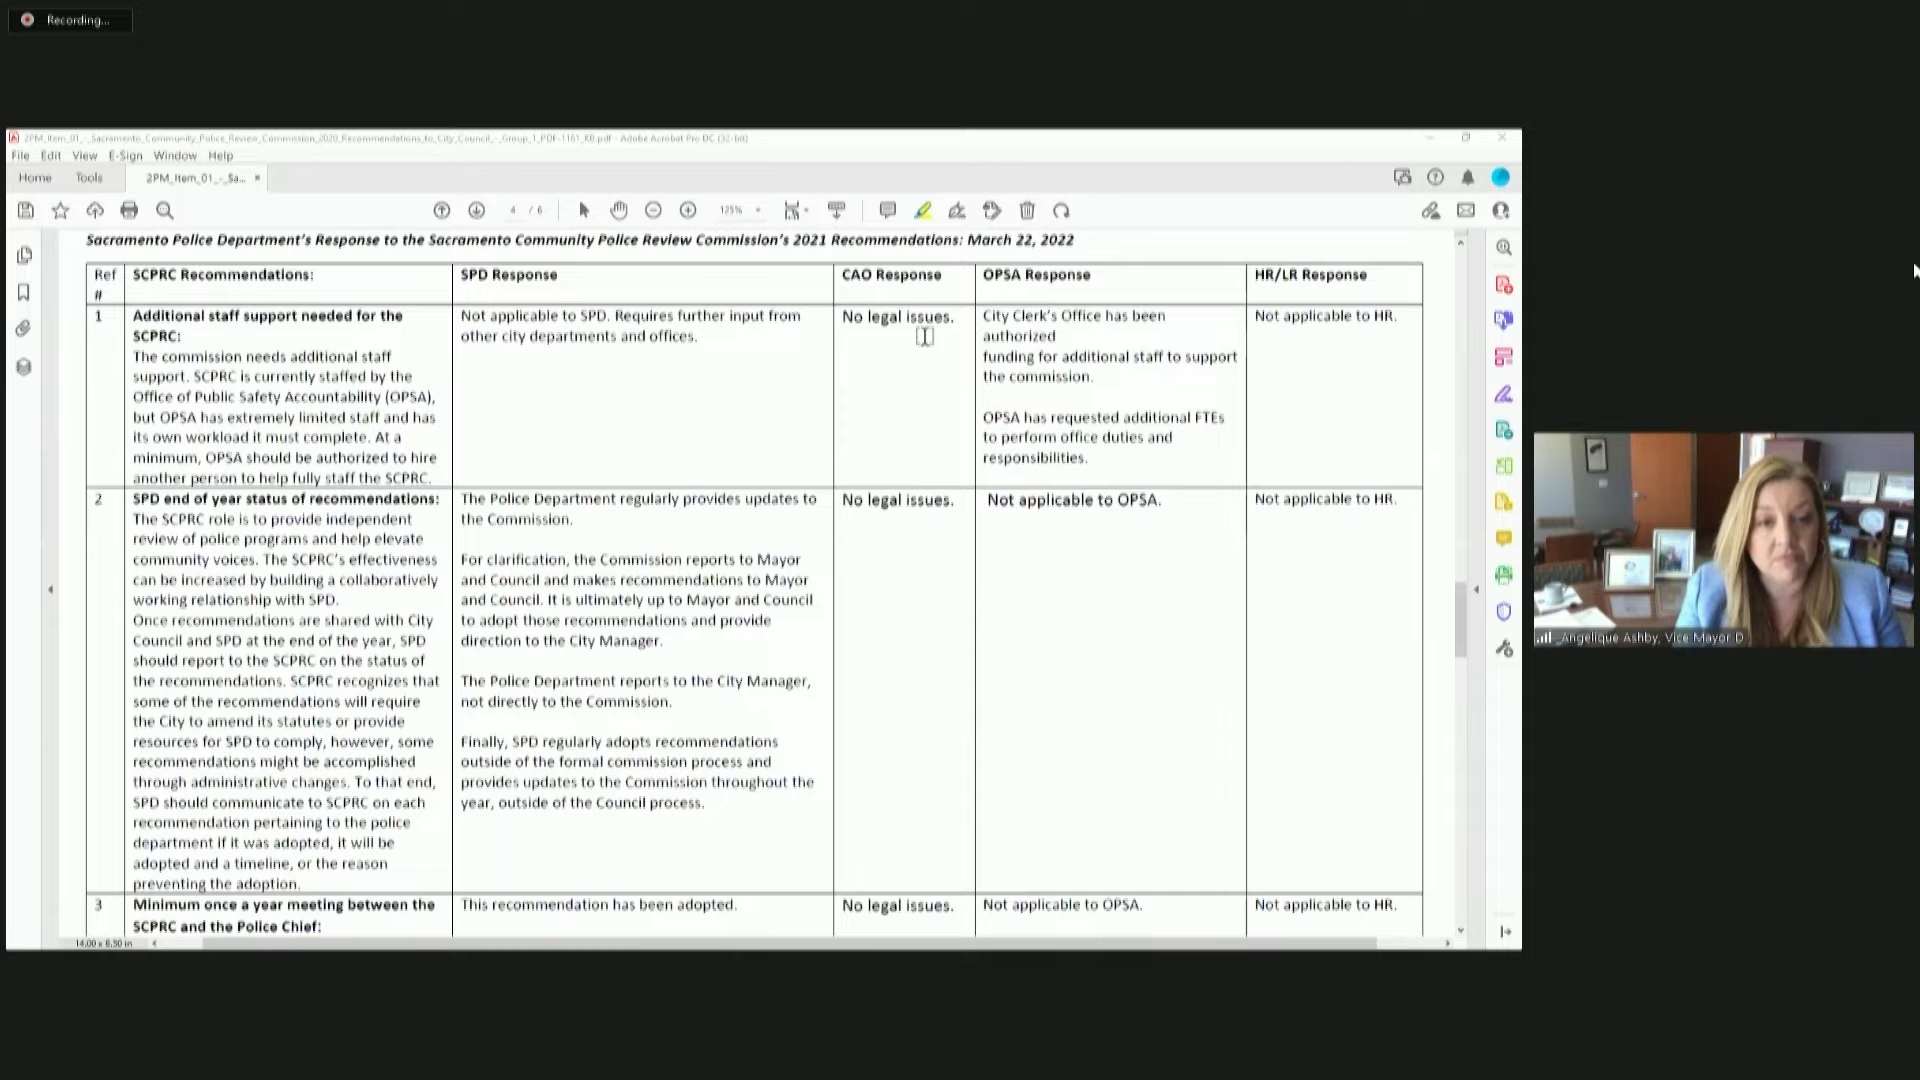 Recording...
2PM_Item_01_-_Sacramento_Community_Police_Review_Commission_2020_Recommendations_to_City_Council_-_Group_1_PDF-1161_KB.pdf - Adobe Acrobat Pro DC (32-bit)
File Edit View E-Sign Window Help
Home Tools 2PM_Item_01_-_Sa... ×
4 / 6 125%
Sacramento Police Department's Response to the Sacramento Community Police Review Commission's 2021 Recommendations: March 22, 2022
Ref
#
SCPRC Recommendations:
SPD Response
CAO Response
OPSA Response
HR/LR Response
1
Additional staff support needed for the
SCPRC:
The commission needs additional staff
support. SCPRC is currently staffed by the
Office of Public Safety Accountability (OPSA),
but OPSA has extremely limited staff and has
its own workload it must complete. At a
minimum, OPSA should be authorized to hire
another person to help fully staff the SCPRC.
Not applicable to SPD. Requires further input from
other city departments and offices.
No legal issues.
City Clerk's Office has been
authorized
funding for additional staff to support
the commission.
OPSA has requested additional FTEs
to perform office duties and
responsibilities.
Not applicable to HR.
2
SPD end of year status of recommendations:
The SCPRC role is to provide independent
review of police programs and help elevate
community voices. The SCPRC's effectiveness
can be increased by building a collaboratively
working relationship with SPD.
Once recommendations are shared with City
Council and SPD at the end of the year, SPD
should report to the SCPRC on the status of
the recommendations. SCPRC recognizes that
some of the recommendations will require
the City to amend its statutes or provide
resources for SPD to comply, however, some
recommendations might be accomplished
through administrative changes. To that end,
SPD should communicate to SCPRC on each
recommendation pertaining to the police
department if it was adopted, it will be
adopted and a timeline, or the reason
preventing the adoption.
The Police Department regularly provides updates to
the Commission.
For clarification, the Commission reports to Mayor
and Council and makes recommendations to Mayor
and Council. It is ultimately up to Mayor and Council
to adopt those recommendations and provide
direction to the City Manager.
The Police Department reports to the City Manager,
not directly to the Commission.
Finally, SPD regularly adopts recommendations
outside of the formal commission process and
provides updates to the Commission throughout the
year, outside of the Council process.
No legal issues.
Not applicable to OPSA.
Not applicable to HR.
3
Minimum once a year meeting between the
SCPRC and the Police Chief:
This recommendation has been adopted.
No legal issues.
Not applicable to OPSA.
Not applicable to HR.
14.00 x 8.50 in
_Angelique Ashby, Vice Mayor D